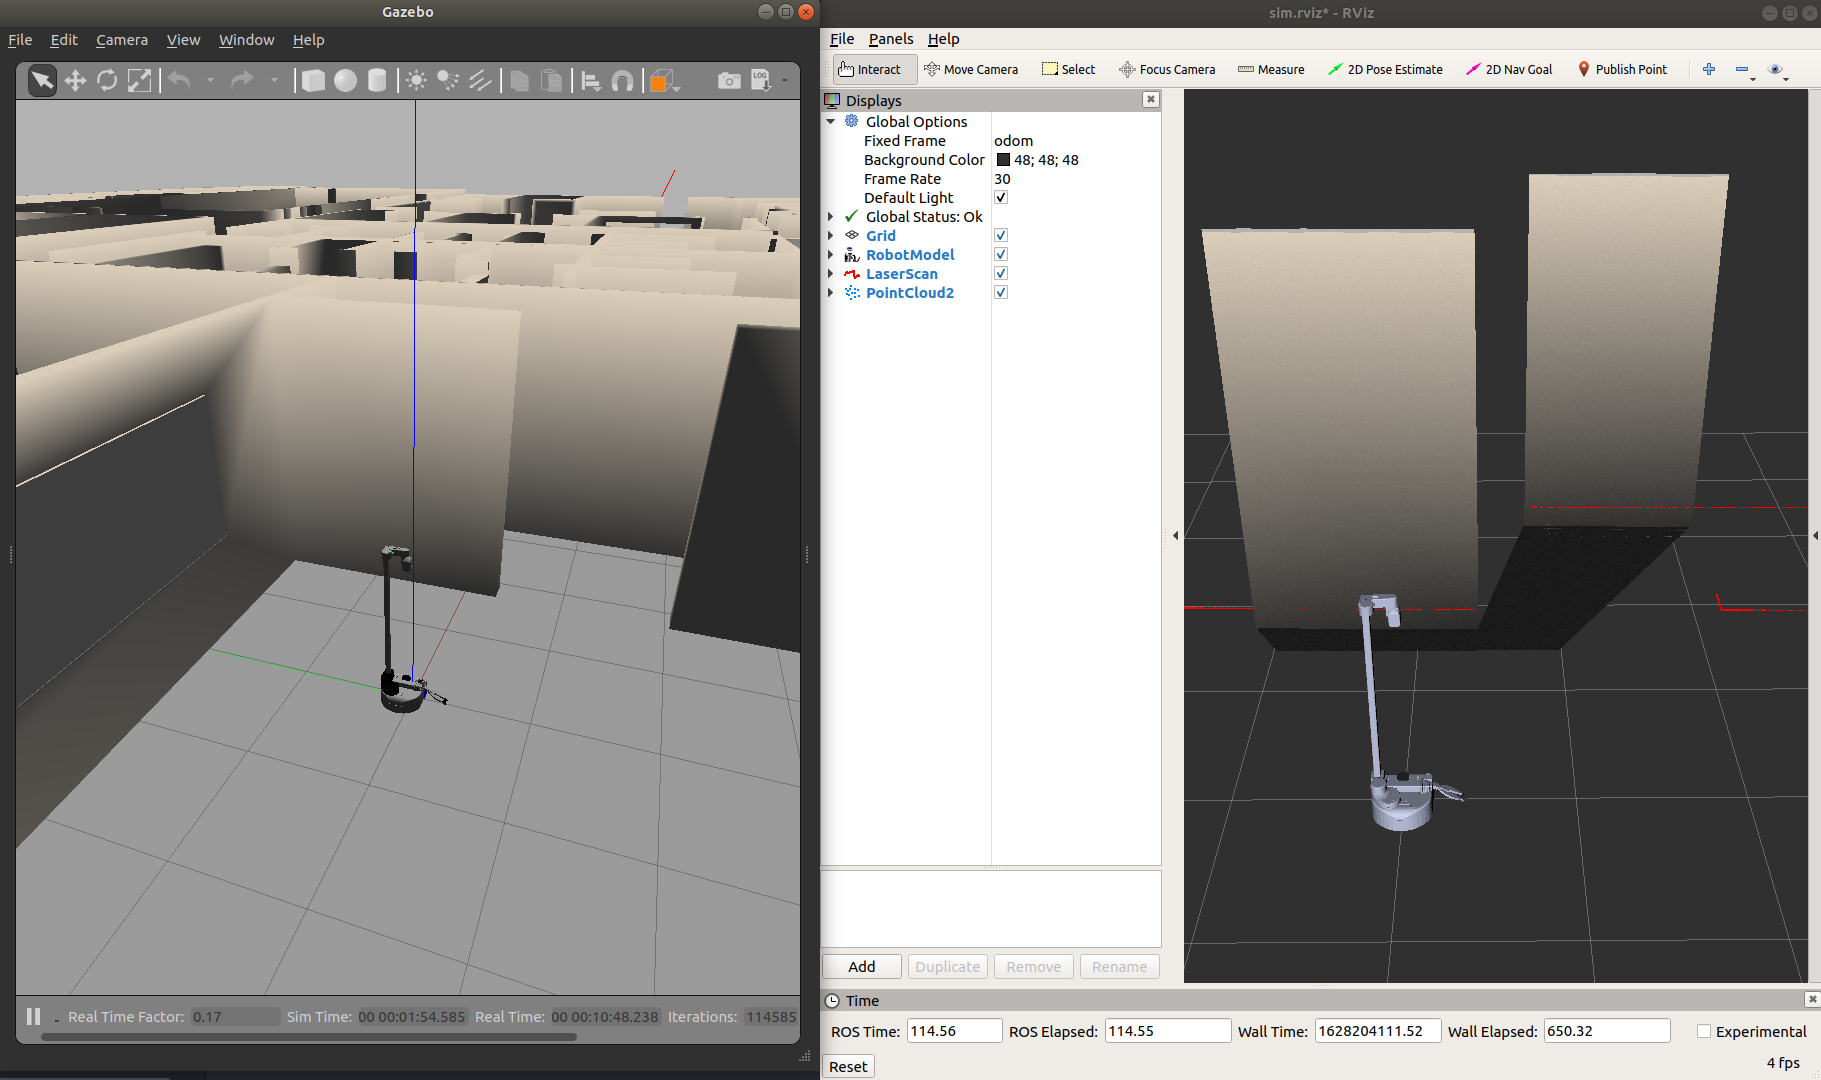 Gazebo
File Edit Camera View Window Help
LOG
Real Time Factor: 0.17 Sim Time: 00 00:01:54.585 Real Time: 00 00:10:48.238 Iterations: 114585
sim.rviz* - RViz
File Panels Help
Interact Move Camera Select Focus Camera Measure 2D Pose Estimate 2D Nav Goal Publish Point
Displays
Global Options
Fixed Frame odom
Background Color 48; 48; 48
Frame Rate 30
Default Light
Global Status: Ok
Grid
RobotModel
LaserScan
PointCloud2
Add Duplicate Remove Rename
Time
ROS Time: 114.56 ROS Elapsed: 114.55 Wall Time: 1628204111.52 Wall Elapsed: 650.32 Experimental
Reset 4 fps